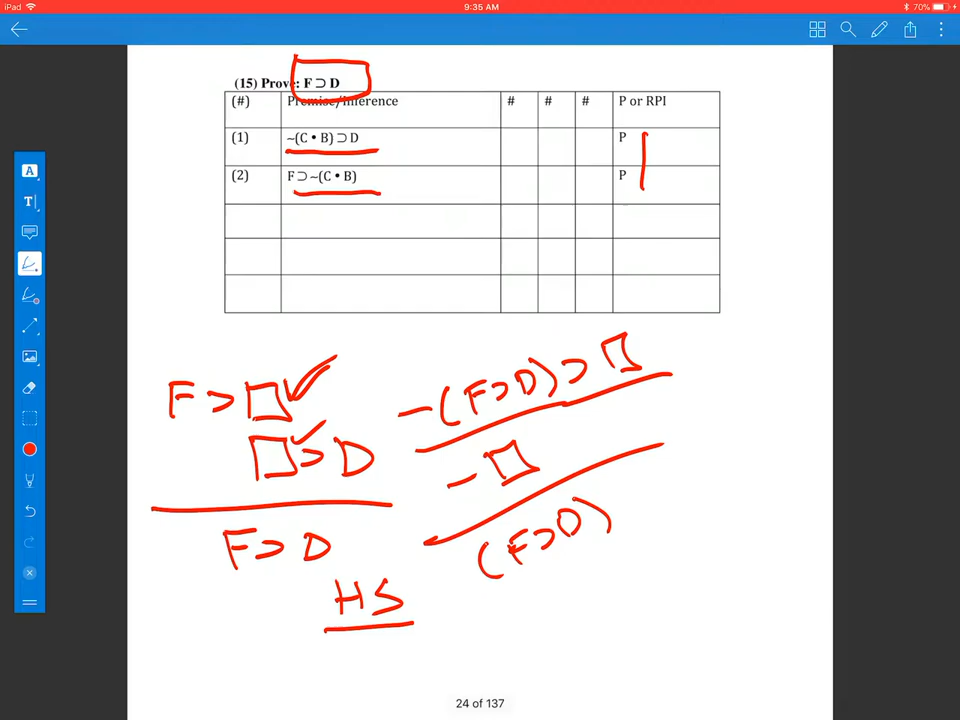 iPad 9:35 AM 70%
(15) Prove: F ⊃ D
(#) Premise/Inference # # # P or RPI
(1) ~(C • B) ⊃ D P
(2) F ⊃ ~(C • B) P
F ⊃ □
□ ⊃ D
F ⊃ D
HS
-(F ⊃ D) ⊃ □
-□
(F ⊃ D)
A
T
24 of 137